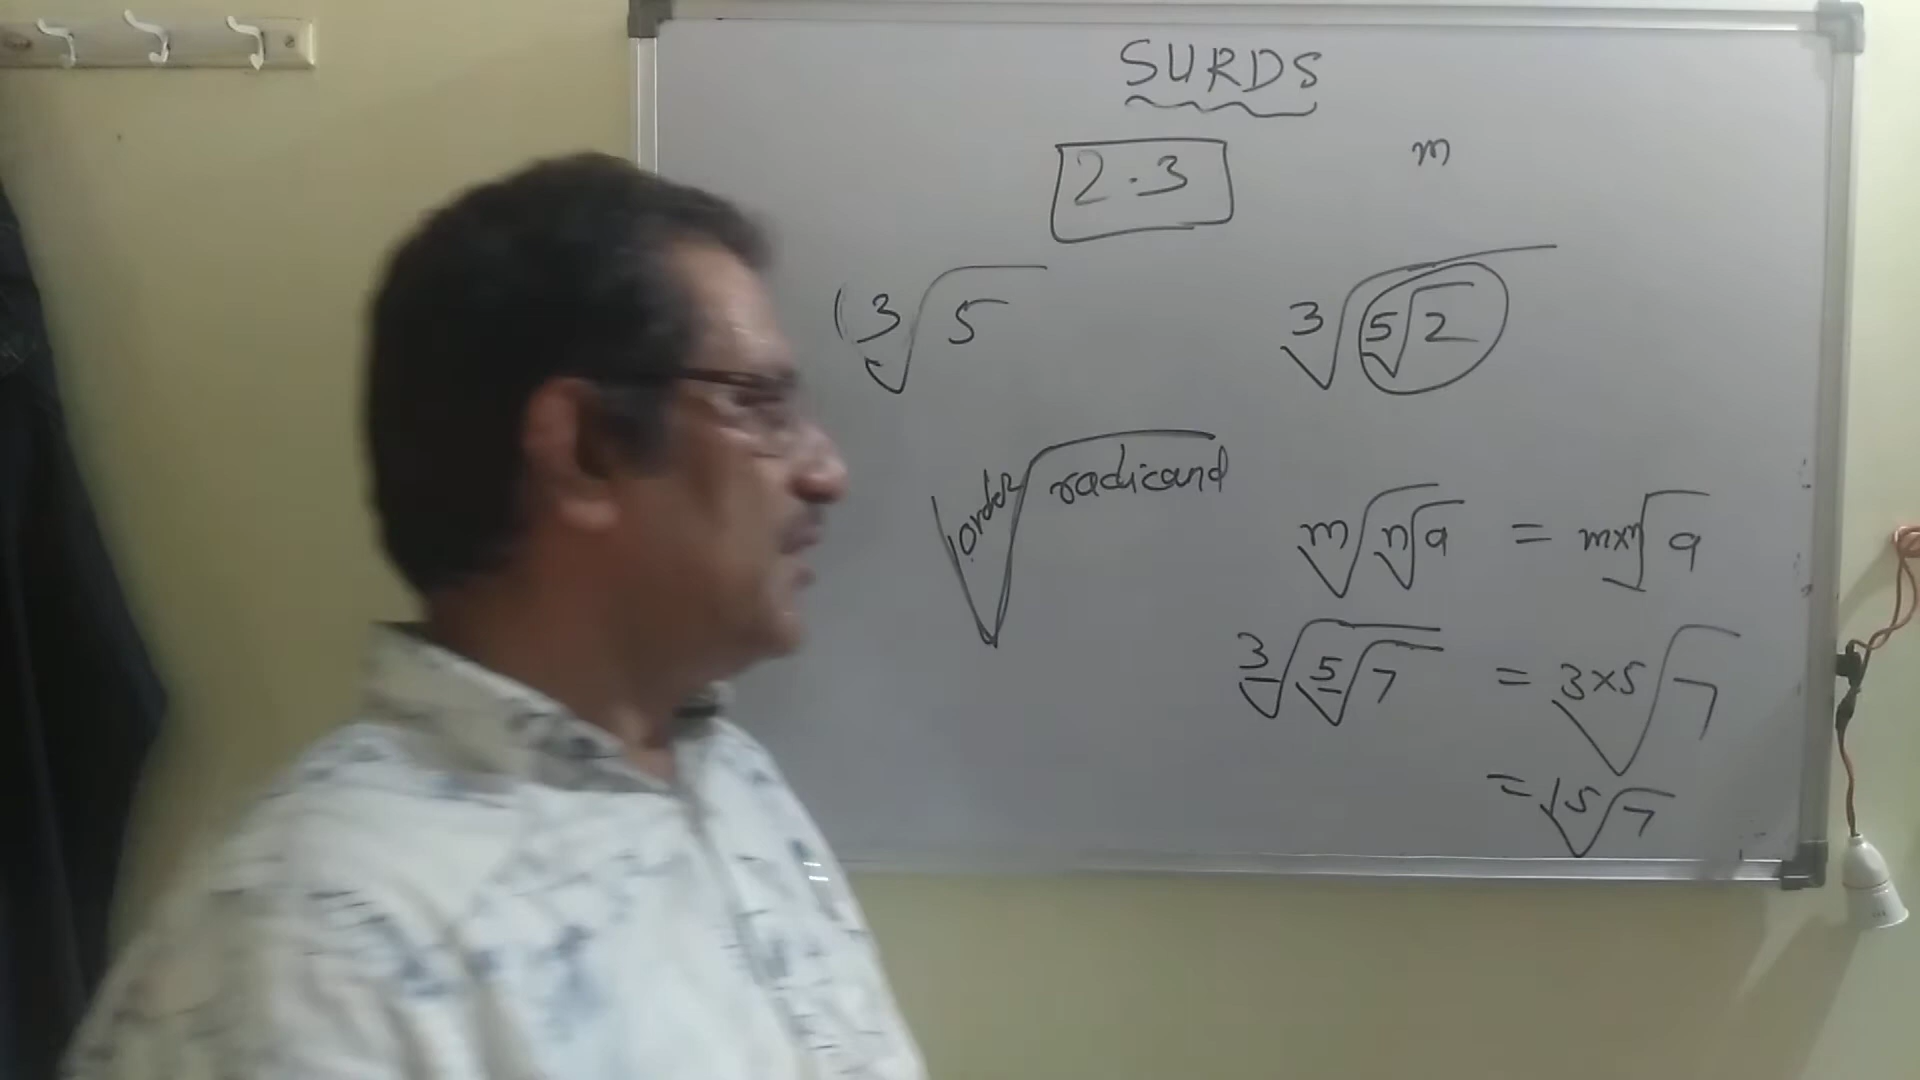 SURDS
2.3
m
3√5
3√5√2
order√radicand
m√n√a = m×n√a
3√5√7 = 3×5√7
= 15√7